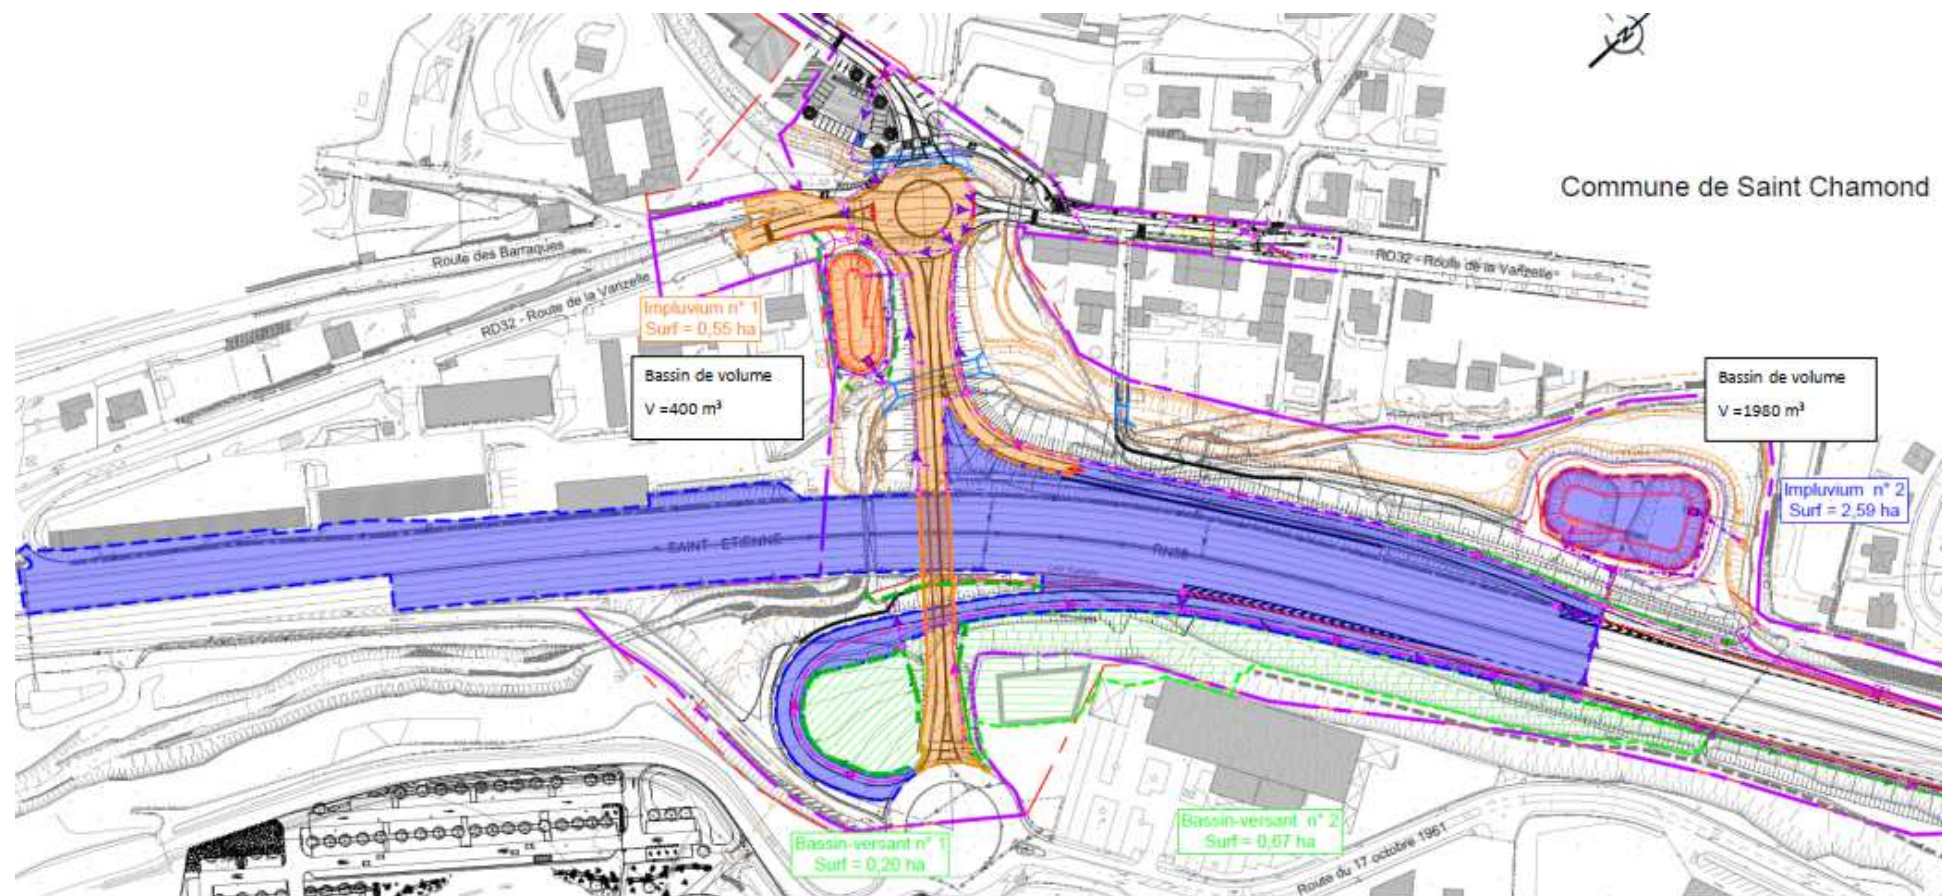 Commune de Saint Chamond
Route des Barraques
RD32 - Route de la Varizelle
RD32 - Route de la Varizelle
Impluvium n° 1
Surf = 0,55 ha
Bassin de volume
V =400 m³
Bassin de volume
V =1980 m³
Impluvium n° 2
Surf = 2,59 ha
SAINT - ETIENNE
RN88
Bassin-versant n° 1
Surf = 0,20 ha
Bassin-versant n° 2
Surf = 0,67 ha
Route du 17 octobre 1961